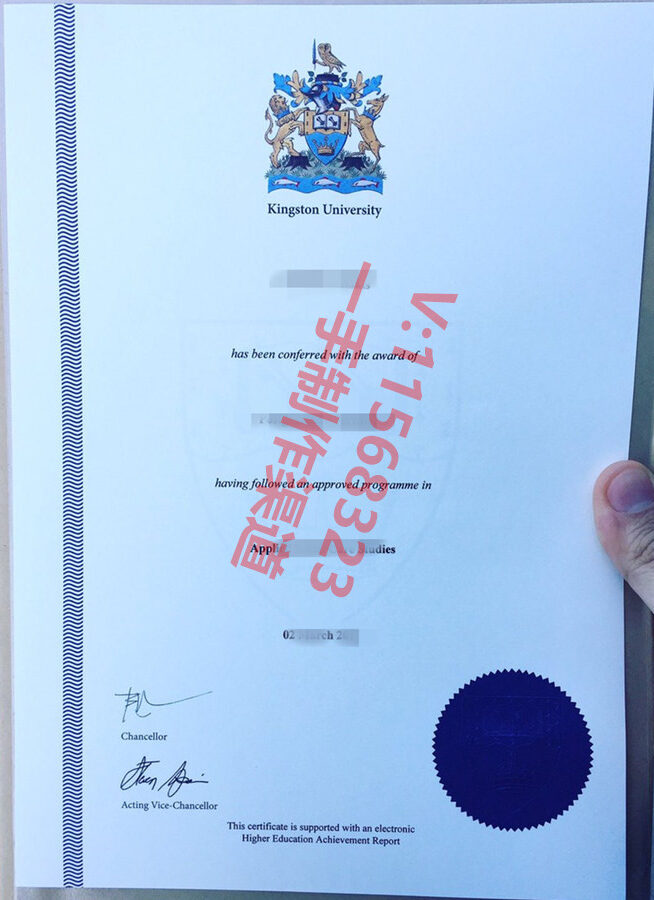 Kingston University
has been conferred with the award of
having followed an approved programme in
Studies
02 March
Chancellor
Acting Vice-Chancellor
This certificate is supported with an electronic
Higher Education Achievement Report
V:11568323
一手制作渠道